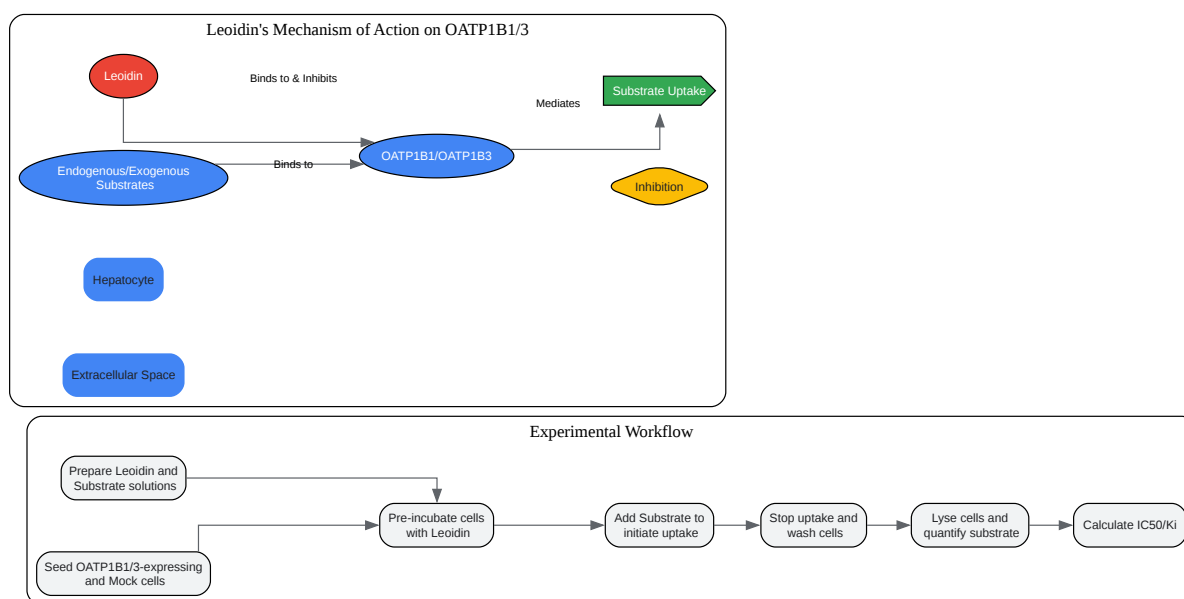 Leoidin's Mechanism of Action on OATP1B1/3
Leoidin
Binds to & Inhibits
Substrate Uptake
Mediates
OATP1B1/OATP1B3
Endogenous/Exogenous
Substrates
Binds to
Inhibition
Hepatocyte
Extracellular Space
Experimental Workflow
Prepare Leoidin and
Substrate solutions
Seed OATP1B1/3-expressing
and Mock cells
Pre-incubate cells
with Leoidin
Add Substrate to
initiate uptake
Stop uptake and
wash cells
Lyse cells and
quantify substrate
Calculate IC50/Ki